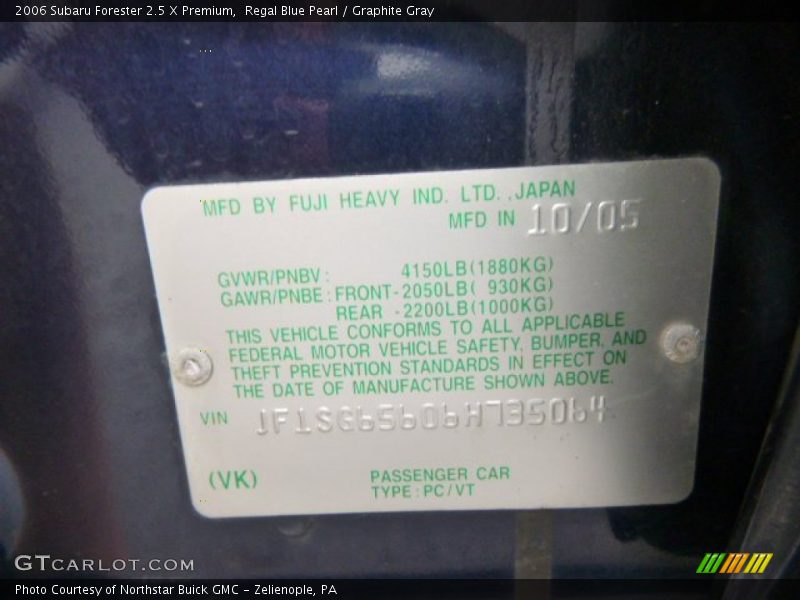 2006 Subaru Forester 2.5 X Premium, Regal Blue Pearl / Graphite Gray
MFD BY FUJI HEAVY IND. LTD.,JAPAN
MFD IN 10/05
GVWR/PNBV: 4150LB(1880KG)
GAWR/PNBE:FRONT-2050LB( 930KG)
REAR -2200LB(1000KG)
THIS VEHICLE CONFORMS TO ALL APPLICABLE
FEDERAL MOTOR VEHICLE SAFETY, BUMPER, AND
THEFT PREVENTION STANDARDS IN EFFECT ON
THE DATE OF MANUFACTURE SHOWN ABOVE.
VIN JF1SG65606H735064
(VK) PASSENGER CAR
TYPE:PC/VT
GTCARLOT.COM
Photo Courtesy of Northstar Buick GMC - Zelienople, PA